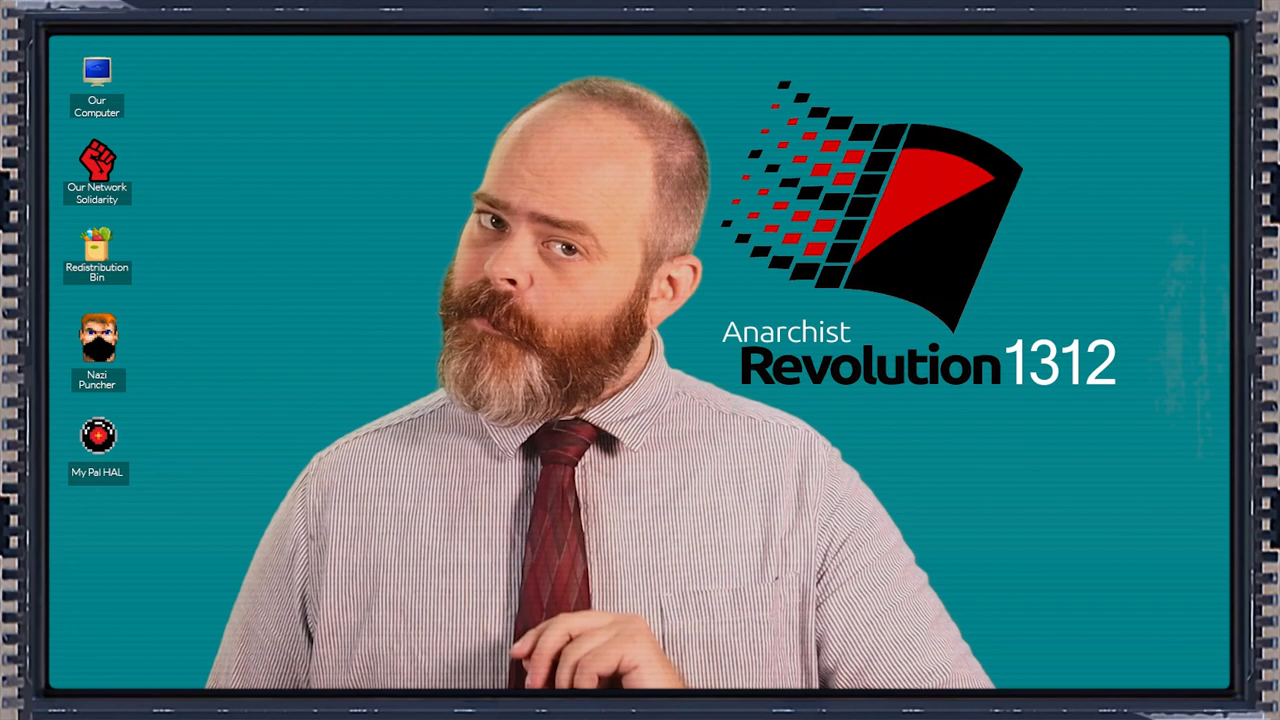 Our
Computer
Our Network
Solidarity
Redistribution
Bin
Nazi
Puncher
My Pal HAL
Anarchist
Revolution1312